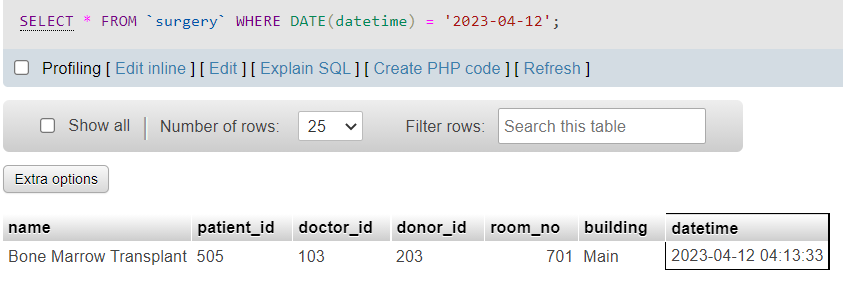 SELECT * FROM `surgery` WHERE DATE(datetime) = '2023-04-12';
Profiling [ Edit inline ] [ Edit ] [ Explain SQL ] [ Create PHP code ] [ Refresh ]
Show all Number of rows: 25 Filter rows: Search this table
Extra options
name patient_id doctor_id donor_id room_no building datetime
Bone Marrow Transplant 505 103 203 701 Main 2023-04-12 04:13:33